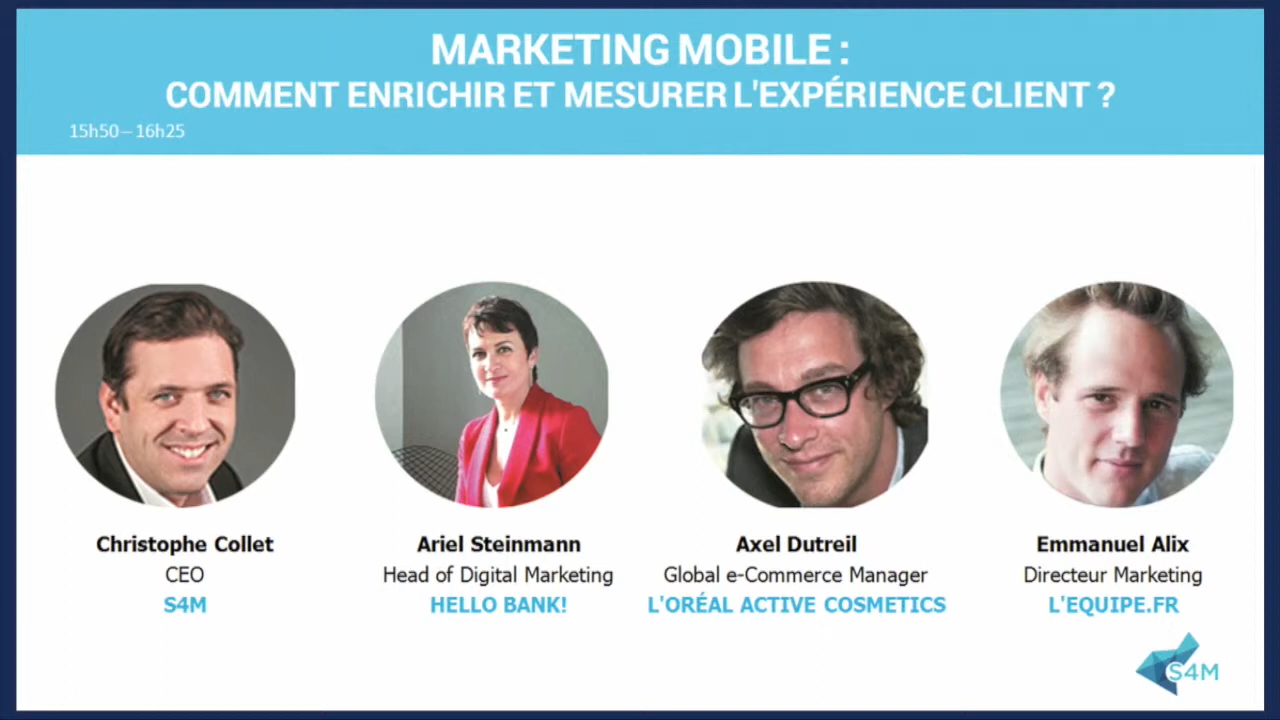 MARKETING MOBILE :
COMMENT ENRICHIR ET MESURER L'EXPÉRIENCE CLIENT ?
15h50 – 16h25
Christophe Collet
CEO
S4M
Ariel Steinmann
Head of Digital Marketing
HELLO BANK!
Axel Dutreil
Global e-Commerce Manager
L'ORÉAL ACTIVE COSMETICS
Emmanuel Alix
Directeur Marketing
L'EQUIPE.FR
S4M